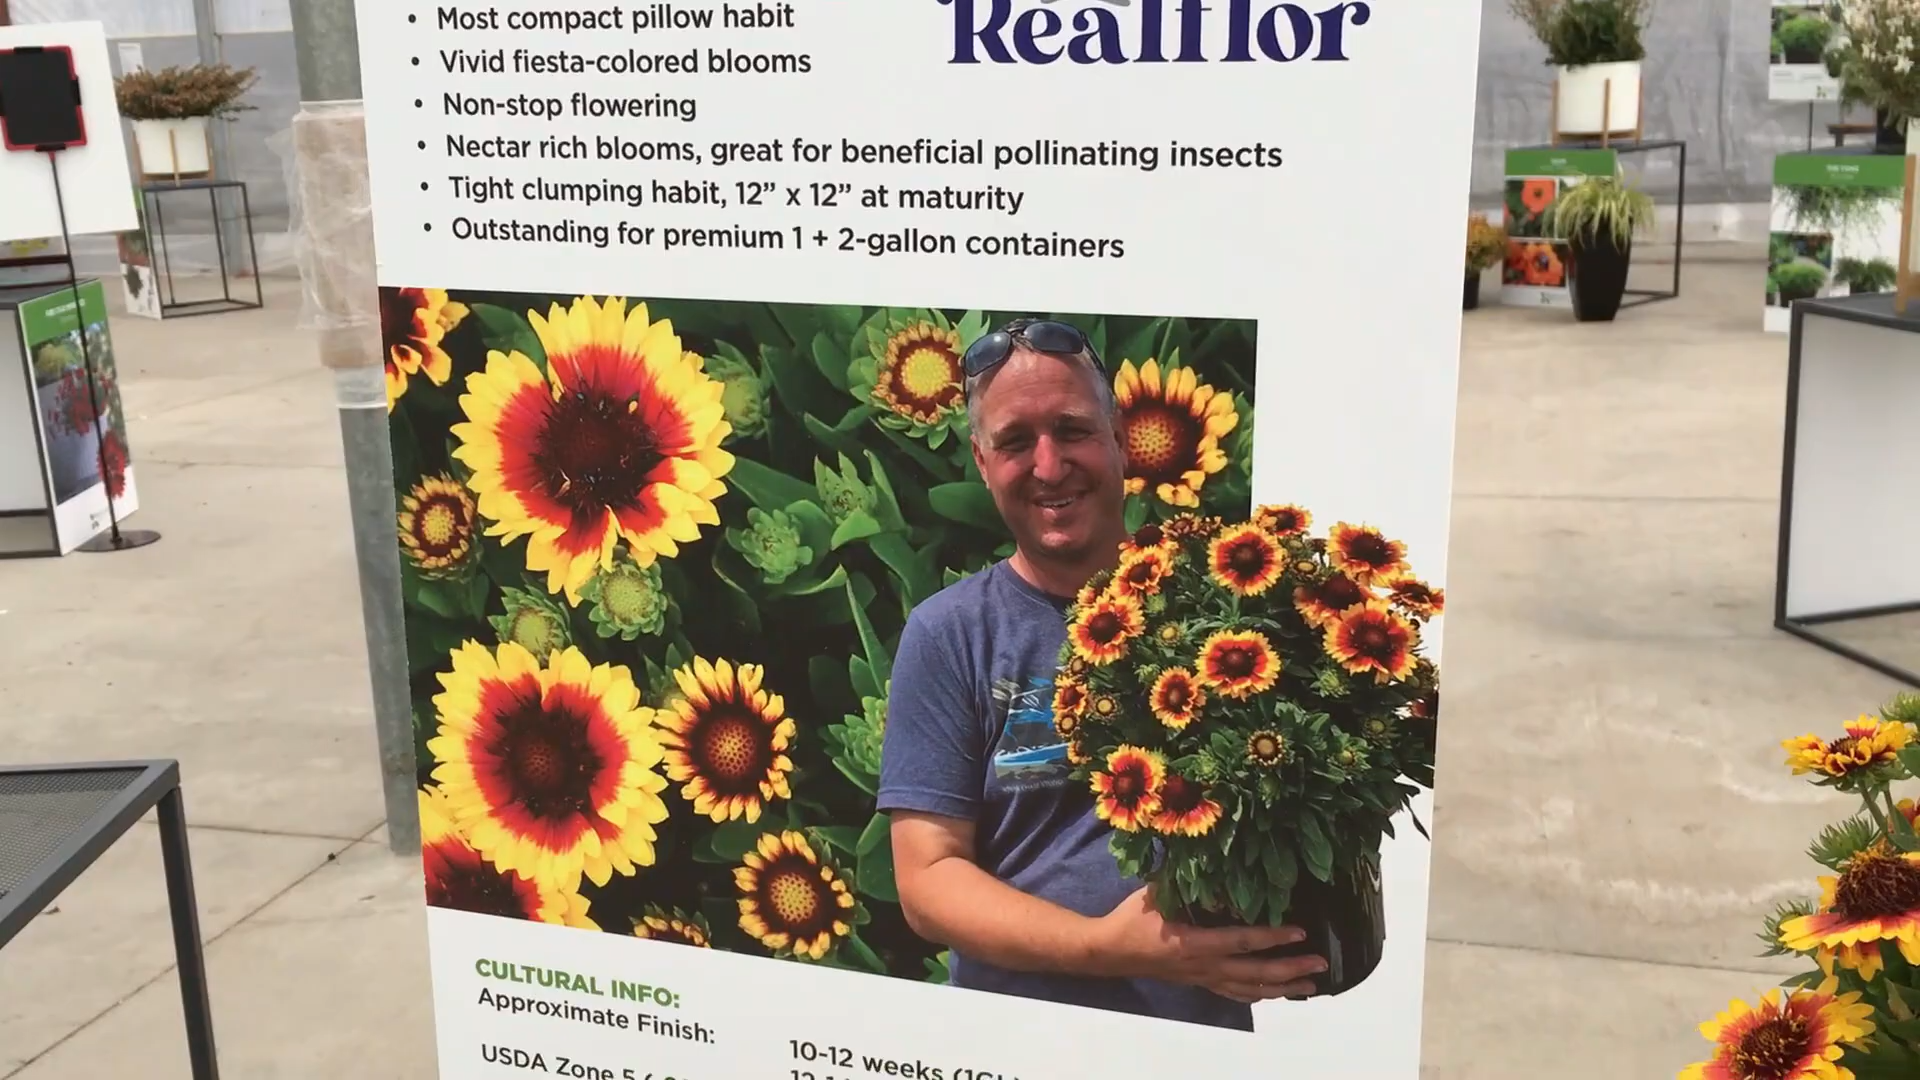 • Most compact pillow habit
Realflor
• Vivid fiesta-colored blooms
• Non-stop flowering
• Nectar rich blooms, great for beneficial pollinating insects
• Tight clumping habit, 12” x 12” at maturity
• Outstanding for premium 1 + 2-gallon containers
CULTURAL INFO:
Approximate Finish:
10-12 weeks
USDA Zone 5